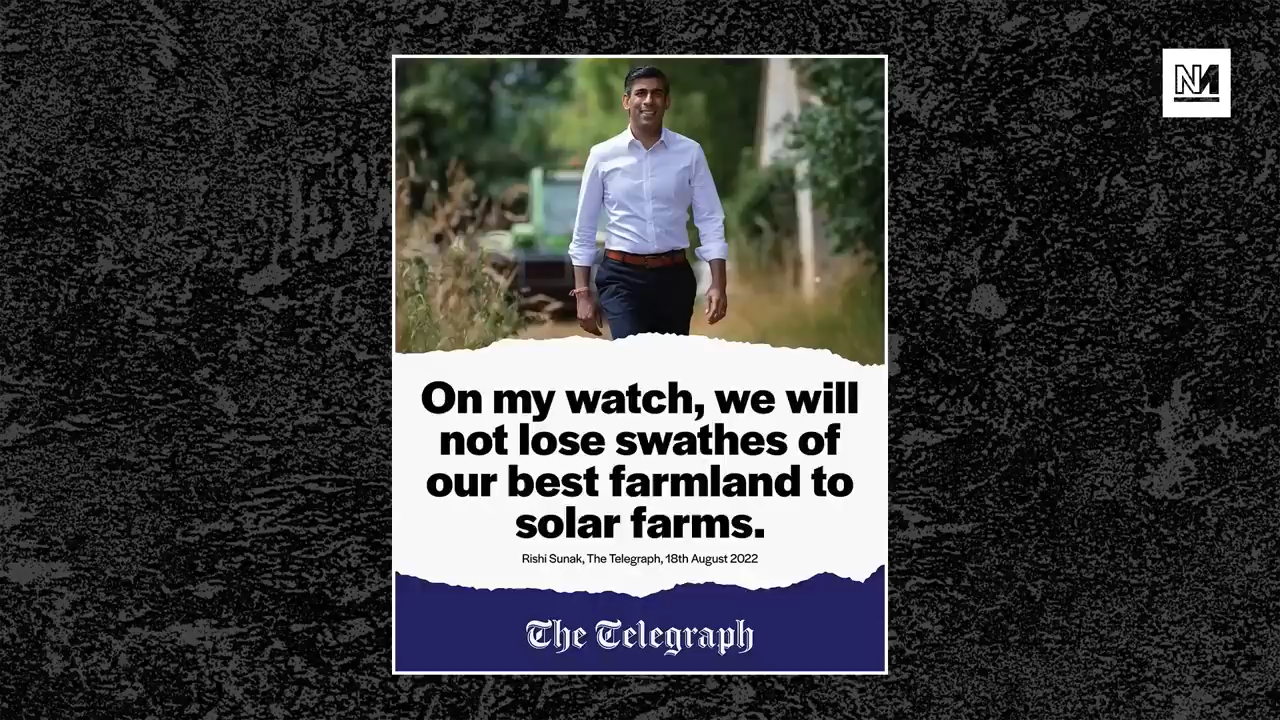 NM
On my watch, we will
not lose swathes of
our best farmland to
solar farms.
Rishi Sunak, The Telegraph, 18th August 2022
The Telegraph